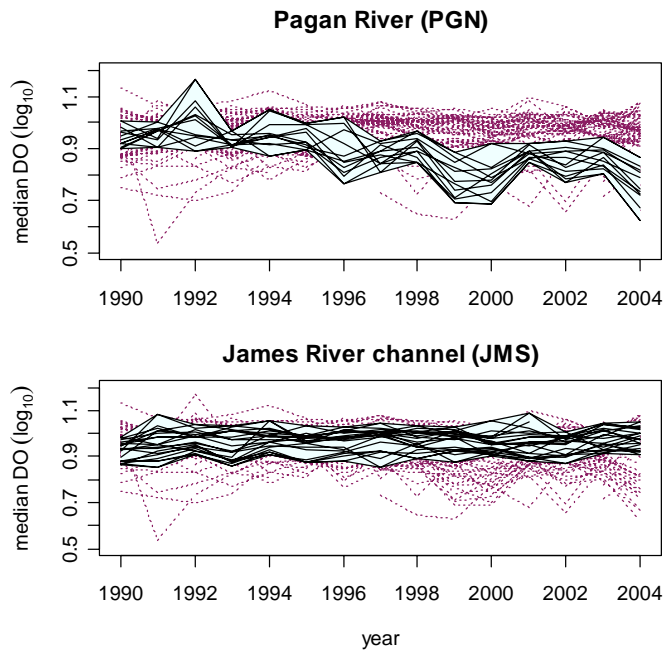 Pagan River (PGN)
median DO (log₁₀)
1.1
0.9
0.7
0.5
1990 1992 1994 1996 1998 2000 2002 2004
James River channel (JMS)
median DO (log₁₀)
1.1
0.9
0.7
0.5
1990 1992 1994 1996 1998 2000 2002 2004
year